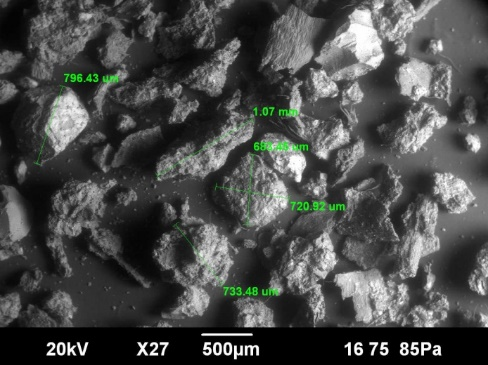 796.43 um
1.07 mm
720.92 um
733.48 um
20kV X27 500µm 16 75 85Pa